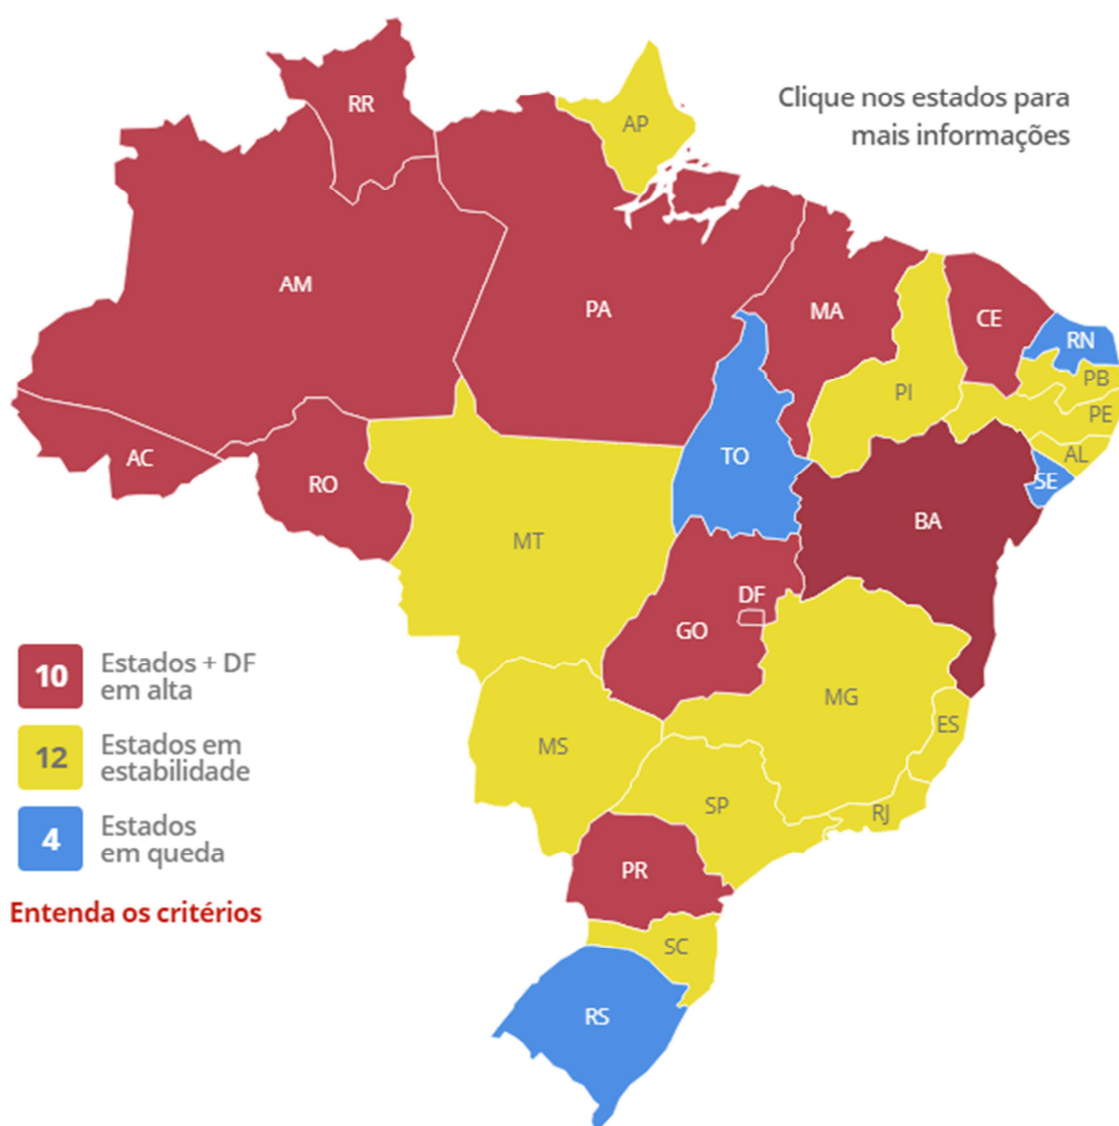 Clique nos estados para
mais informações
RR
AP
AM
PA
MA
CE
RN
PB
PI
PE
AL
TO
SE
AC
RO
BA
MT
DF
GO
MG
ES
MS
SP
RJ
PR
SC
RS
10 Estados + DF
em alta
12 Estados em
estabilidade
4 Estados
em queda
Entenda os critérios